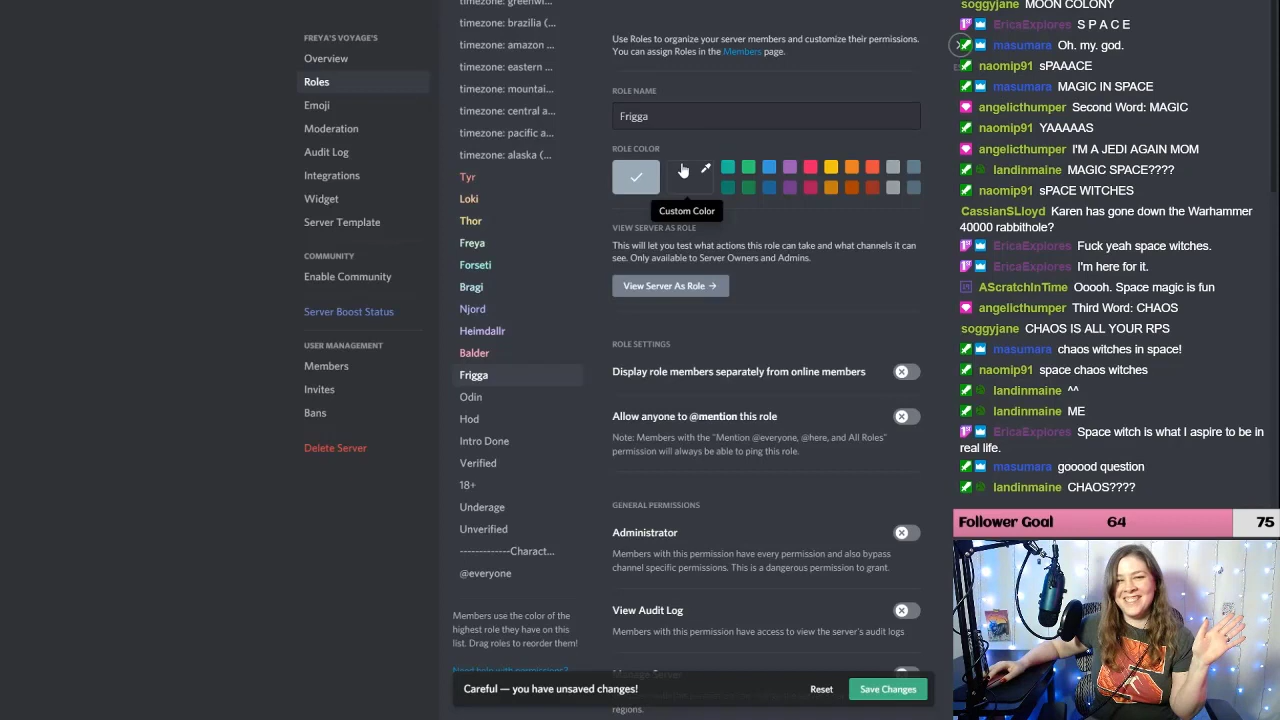 FREYA'S VOYAGE'S
Overview
Roles
Emoji
Moderation
Audit Log
Integrations
Widget
Server Template
COMMUNITY
Enable Community
Server Boost Status
USER MANAGEMENT
Members
Invites
Bans
Delete Server
timezone: greenwi...
timezone: brazilia (...
timezone: amazon ...
timezone: eastern ...
timezone: mountai...
timezone: central a...
timezone: pacific a...
timezone: alaska (...
Tyr
Loki
Thor
Freya
Forseti
Bragi
Njord
Heimdallr
Balder
Frigga
Odin
Hod
Intro Done
Verified
18+
Underage
Unverified
-------------Charact...
@everyone
Members use the color of the
highest role they have on this
list. Drag roles to reorder them!
Need help with permissions?
Use Roles to organize your server members and customize their permissions.
You can assign Roles in the Members page.
ROLE NAME
Frigga
ROLE COLOR
Custom Color
VIEW SERVER AS ROLE
This will let you test what actions this role can take and what channels it can
see. Only available to Server Owners and Admins.
View Server As Role →
ROLE SETTINGS
Display role members separately from online members
Allow anyone to @mention this role
Note: Members with the "Mention @everyone, @here, and All Roles"
permission will always be able to ping this role.
GENERAL PERMISSIONS
Administrator
Members with this permission have every permission and also bypass
channel specific permissions. This is a dangerous permission to grant.
View Audit Log
Members with this permission have access to view the server's audit logs
Manage Server
regions.
Careful — you have unsaved changes!
Reset
Save Changes
soggyjane MOON COLONY
EricaExplores S P A C E
masumara Oh. my. god.
naomip91 sPAAACE
masumara MAGIC IN SPACE
angelicthumper Second Word: MAGIC
naomip91 YAAAAAS
angelicthumper I'M A JEDI AGAIN MOM
landinmaine MAGIC SPACE????
naomip91 sPACE WITCHES
CassianSLloyd Karen has gone down the Warhammer
40000 rabbithole?
EricaExplores Fuck yeah space witches.
EricaExplores I'm here for it.
AScratchInTime Ooooh. Space magic is fun
angelicthumper Third Word: CHAOS
soggyjane CHAOS IS ALL YOUR RPS
masumara chaos witches in space!
naomip91 space chaos witches
landinmaine ^^
landinmaine ME
EricaExplores Space witch is what I aspire to be in
real life.
masumara gooood question
landinmaine CHAOS????
Follower Goal 64 75